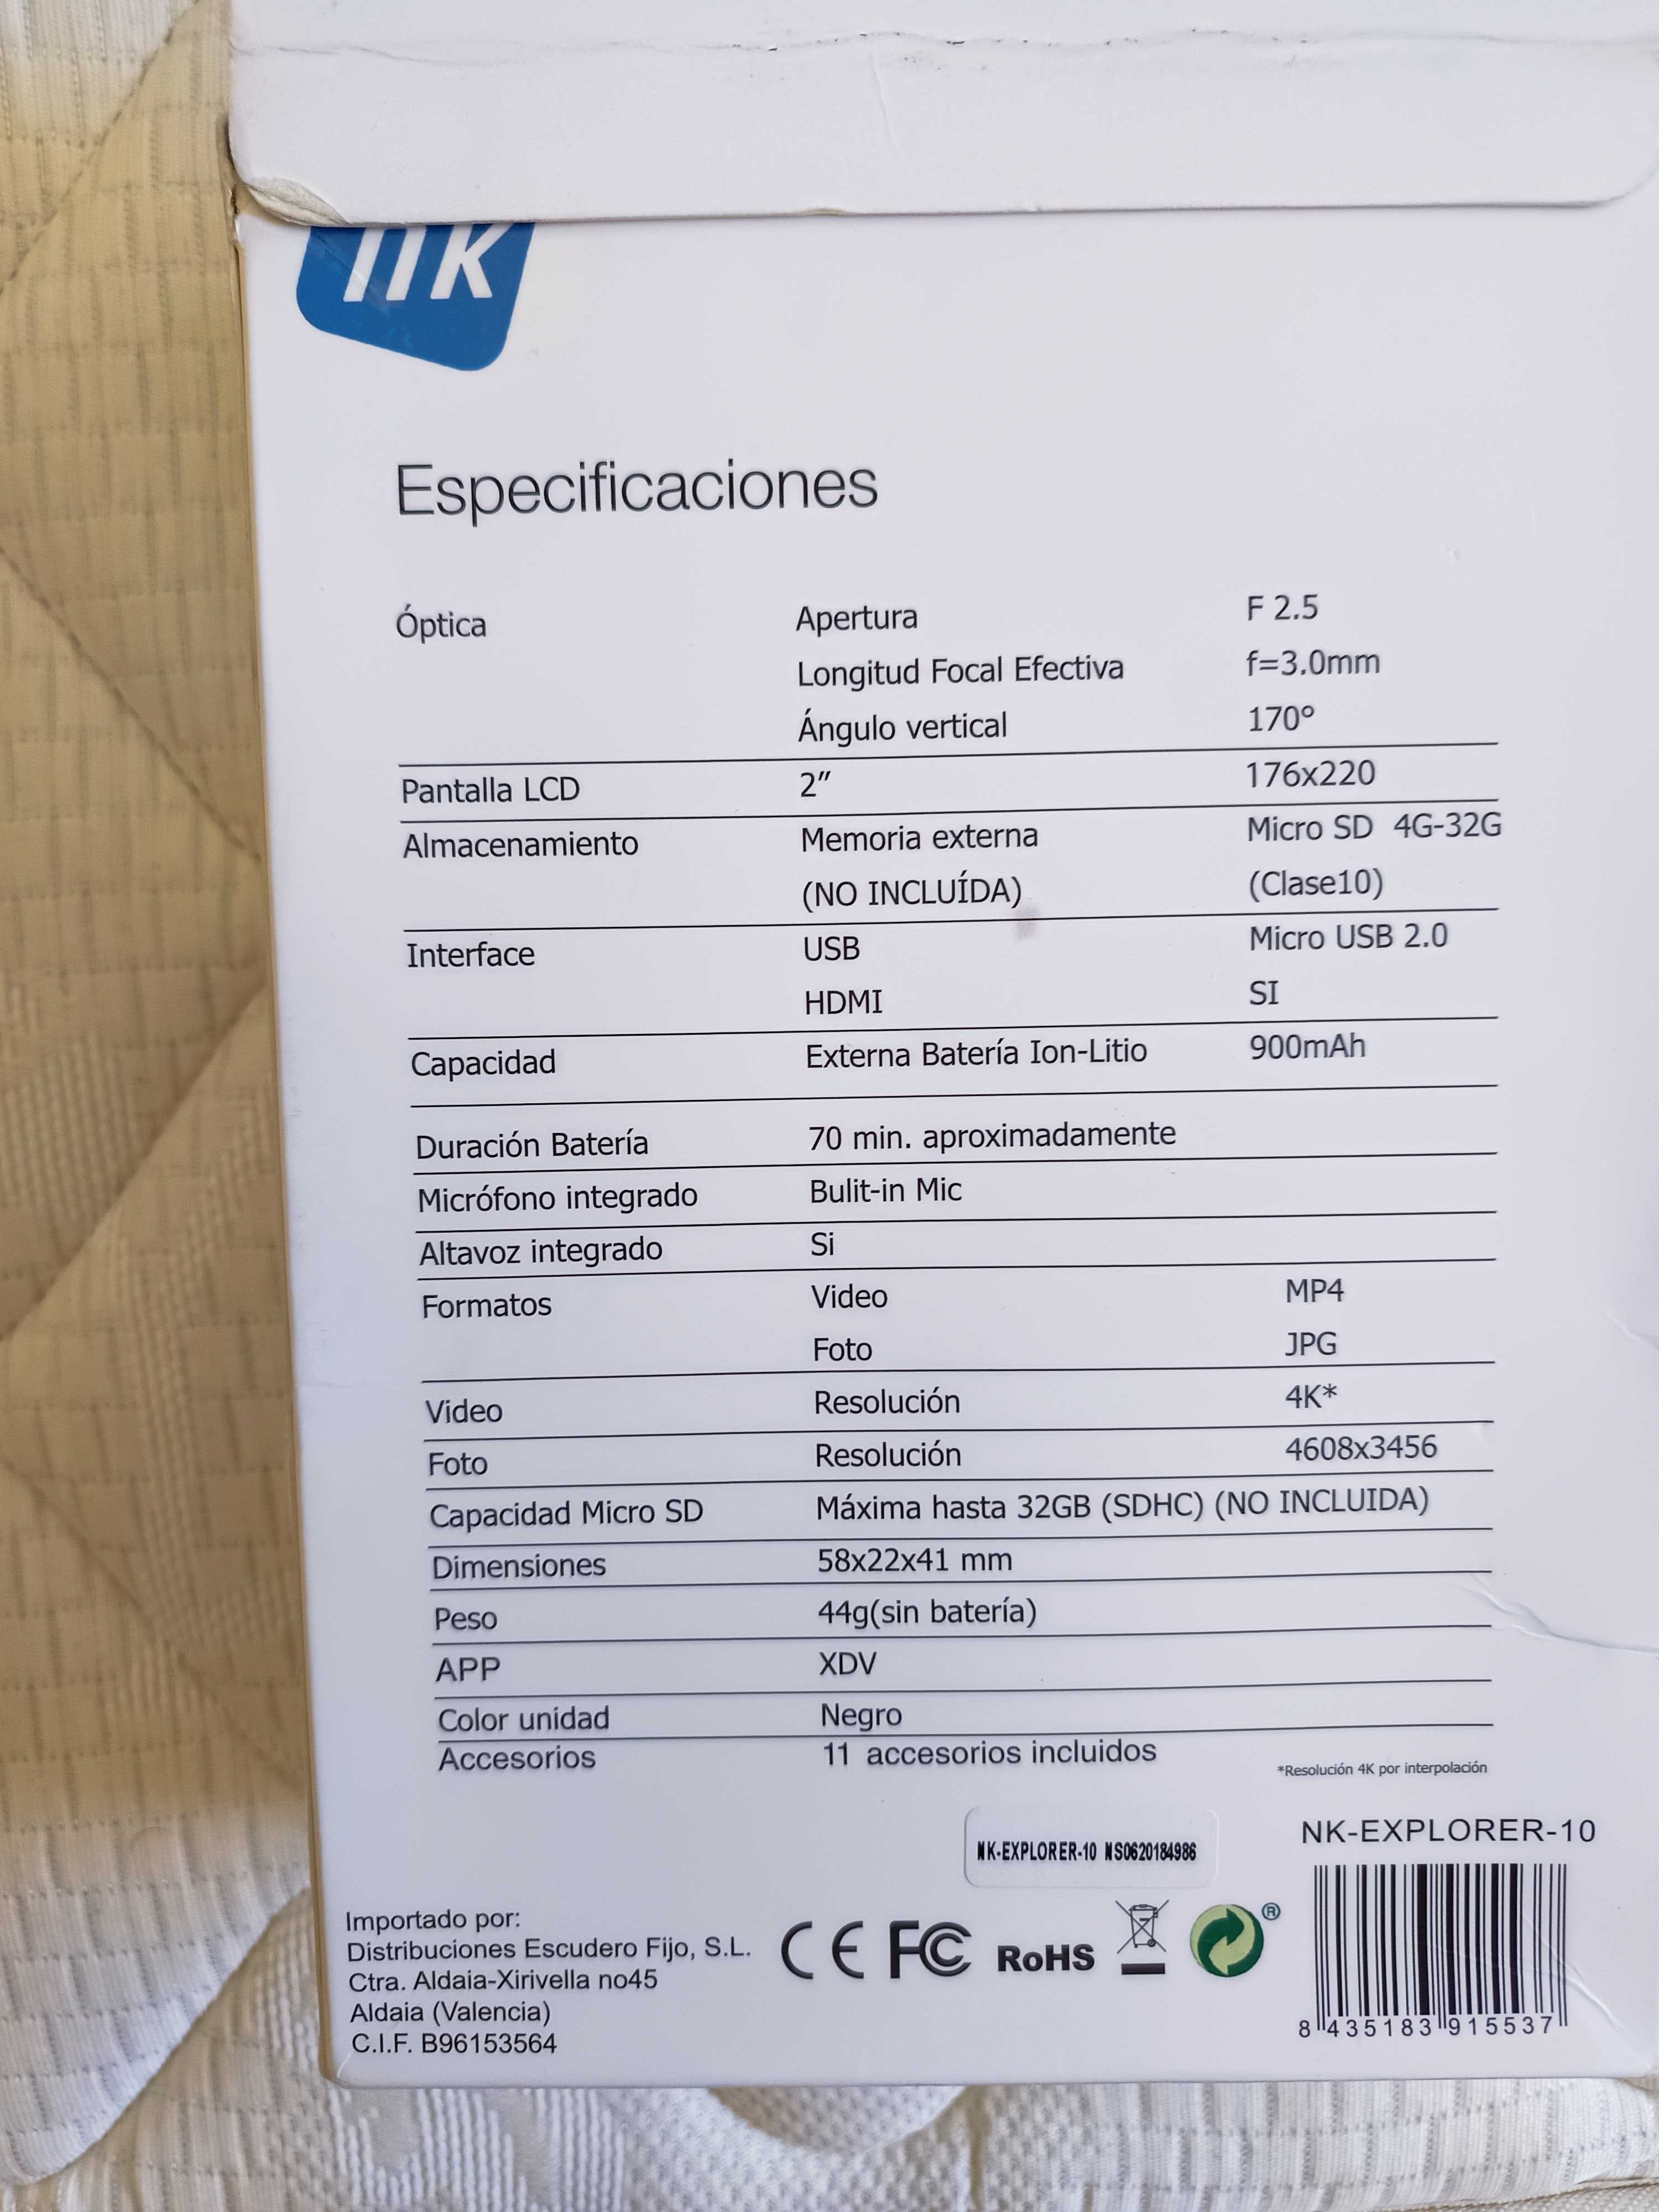 nk
Especificaciones
Óptica Apertura F 2.5
Longitud Focal Efectiva f=3.0mm
Ángulo vertical 170°
Pantalla LCD 2" 176x220
Almacenamiento Memoria externa Micro SD 4G-32G
(NO INCLUÍDA) (Clase10)
Interface USB Micro USB 2.0
HDMI SI
Capacidad Externa Batería Ion-Litio 900mAh
Duración Batería 70 min. aproximadamente
Micrófono integrado Bulit-in Mic
Altavoz integrado Si
Formatos Video MP4
Foto JPG
Video Resolución 4K*
Foto Resolución 4608x3456
Capacidad Micro SD Máxima hasta 32GB (SDHC) (NO INCLUIDA)
Dimensiones 58x22x41 mm
Peso 44g(sin batería)
APP XDV
Color unidad Negro
Accesorios 11 accesorios incluidos
*Resolución 4K por interpolación
NK-EXPLORER-10
NK-EXPLORER-10 NS0620184986
Importado por:
Distribuciones Escudero Fijo, S.L.
Ctra. Aldaia-Xirivella no45
Aldaia (Valencia)
C.I.F. B96153564
CE FC RoHS ®
8 435183 915537